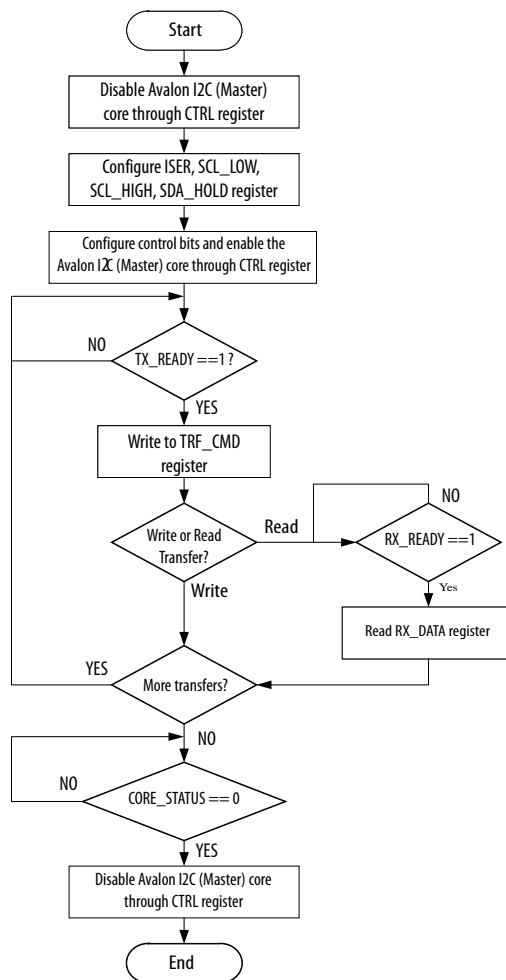 Start
Disable Avalon I2C (Master)
core through CTRL register
Configure ISER, SCL_LOW,
SCL_HIGH, SDA_HOLD register
Configure control bits and enable the
Avalon I2C (Master) core through CTRL register
NO
TX_READY ==1 ?
YES
Write to TRF_CMD
register
NO
Write or Read
Transfer?
Read
RX_READY ==1
Yes
Write
Read RX_DATA register
YES
More transfers?
NO
NO
CORE_STATUS == 0
YES
Disable Avalon I2C (Master) core
through CTRL register
End